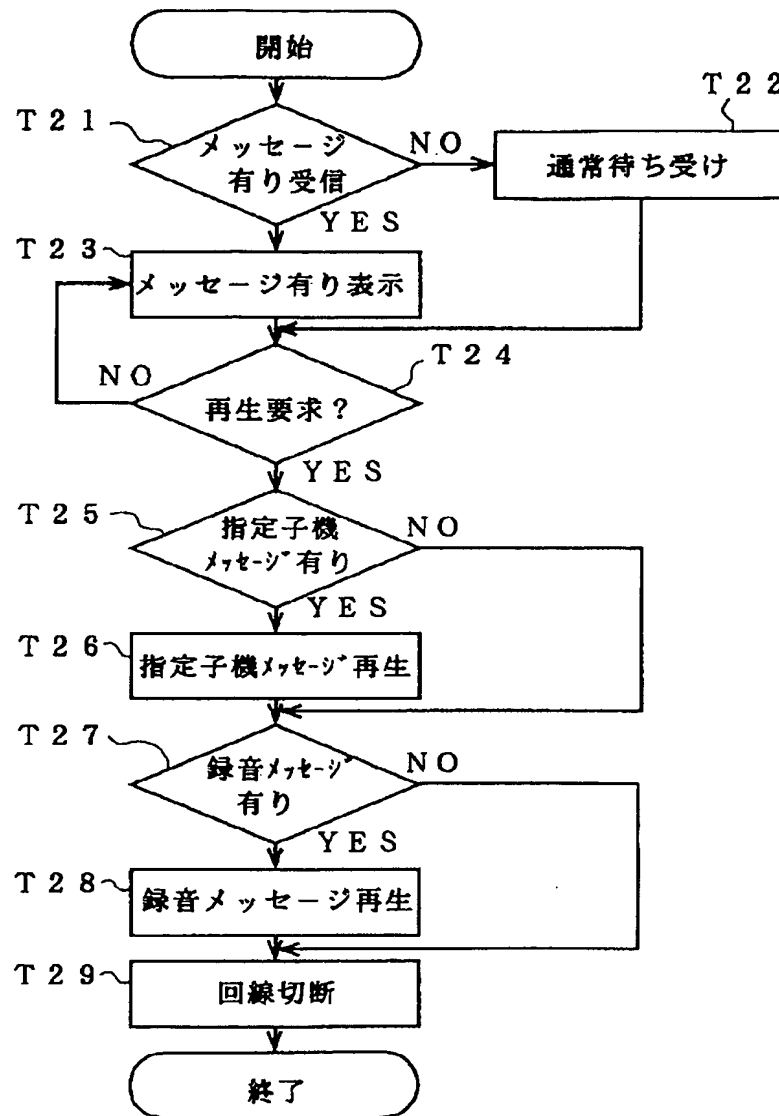 開始
T21
メッセージ
有り受信
NO
T22
通常待ち受け
YES
T23
メッセージ有り表示
T24
NO
再生要求？
YES
T25
指定子機
メッセージ有り
NO
YES
T26
指定子機メッセージ再生
T27
録音メッセージ
有り
NO
YES
T28
録音メッセージ再生
T29
回線切断
終了